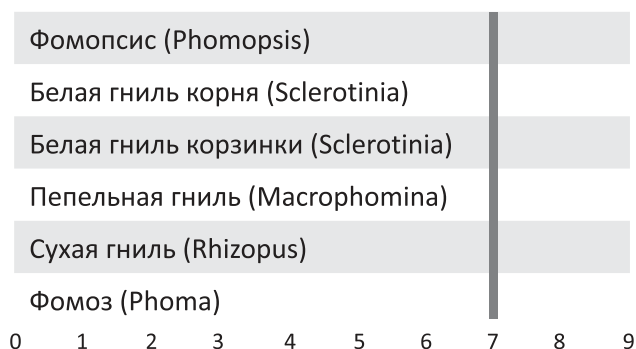 Фомопсис (Phomopsis)
Белая гниль корня (Sclerotinia)
Белая гниль корзинки (Sclerotinia)
Пепельная гниль (Macrophomina)
Сухая гниль (Rhizopus)
Фомоз (Phoma)
0 1 2 3 4 5 6 7 8 9